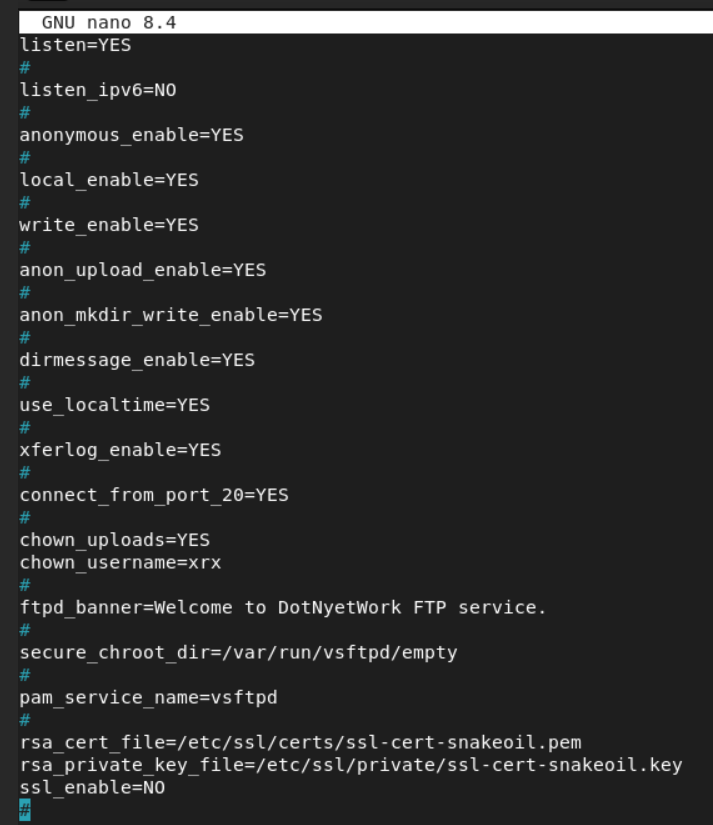 GNU nano 8.4
listen=YES
#
listen_ipv6=NO
#
anonymous_enable=YES
#
local_enable=YES
#
write_enable=YES
#
anon_upload_enable=YES
#
anon_mkdir_write_enable=YES
#
dirmessage_enable=YES
#
use_localtime=YES
#
xferlog_enable=YES
#
connect_from_port_20=YES
#
chown_uploads=YES
chown_username=xrx
#
ftpd_banner=Welcome to DotNyetWork FTP service.
#
secure_chroot_dir=/var/run/vsftpd/empty
#
pam_service_name=vsftpd
#
rsa_cert_file=/etc/ssl/certs/ssl-cert-snakeoil.pem
rsa_private_key_file=/etc/ssl/private/ssl-cert-snakeoil.key
ssl_enable=NO
#